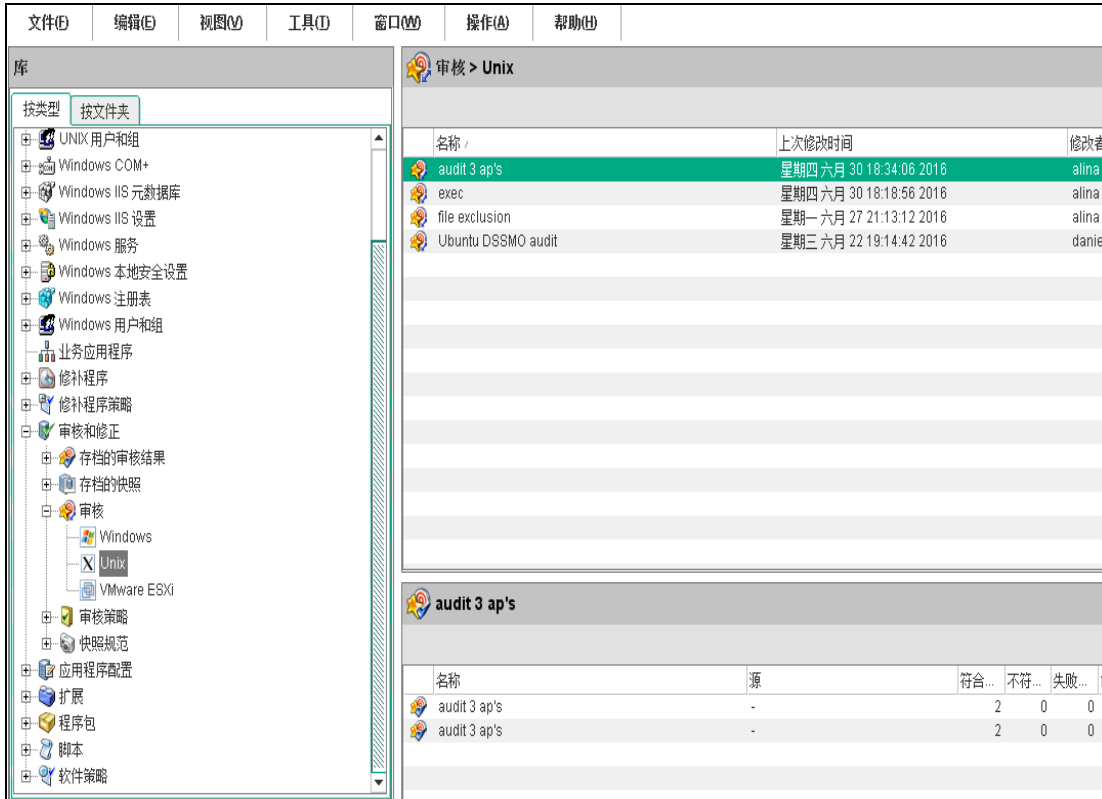 文件(F) 编辑(E) 视图(V) 工具(T) 窗口(W) 操作(A) 帮助(H)
库
按类型 按文件夹
UNIX 用户和组
Windows COM+
Windows IIS 元数据库
Windows IIS 设置
Windows 服务
Windows 本地安全设置
Windows 注册表
Windows 用户和组
业务应用程序
修补程序
修补程序策略
审核和修正
存档的审核结果
存档的快照
审核
Windows
Unix
VMware ESXi
审核策略
快照规范
应用程序配置
扩展
程序包
脚本
软件策略
审核 > Unix
名称 / 上次修改时间 修改者
audit 3 ap's 星期四 六月 30 18:34:06 2016 alina
exec 星期四 六月 30 18:18:56 2016 alina
file exclusion 星期一 六月 27 21:13:12 2016 alina
Ubuntu DSSMO audit 星期三 六月 22 19:14:42 2016 danie
audit 3 ap's
名称 源 符合... 不符... 失败...
audit 3 ap's - 2 0 0
audit 3 ap's - 2 0 0